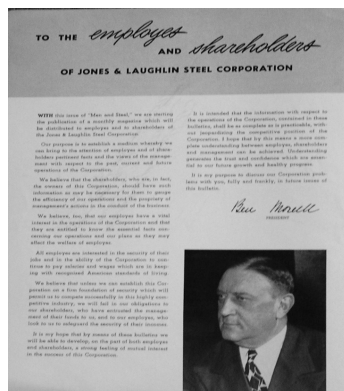 TO THE employes
AND shareholders
OF JONES & LAUGHLIN STEEL CORPORATION
WITH this issue of "Men and Steel," we are starting
the publication of a monthly magazine which will
be distributed to employes and to shareholders of
the Jones & Laughlin Steel Corporation.
Our purpose is to establish a medium whereby we
can bring to the attention of employes and of share-
holders pertinent facts and the views of the manage-
ment with respect to the past, current and future
operations of the Corporation.
We believe that the shareholders, who are, in fact,
the owners of this Corporation, should have such
information as may be necessary for them to gauge
the efficiency of our operations and the propriety of
management's actions in the conduct of the business.
We believe, too, that our employes have a vital
interest in the operations of the Corporation and that
they are entitled to know the essential facts con-
cerning our operations and our plans as they may
affect the welfare of employes.
All employes are interested in the security of their
jobs and in the ability of the Corporation to con-
tinue to pay salaries and wages which are in keep-
ing with recognized American standards of living.
We believe that unless we can establish this Cor-
poration on a firm foundation of security which will
permit us to compete successfully in this highly com-
petitive industry, we will fail in our obligations to
our shareholders, who have entrusted the manage-
ment of their funds to us, and to our employes, who
look to us to safeguard the security of their incomes.
It is my hope that by means of these bulletins we
will be able to develop, on the part of both employes
and shareholders, a strong feeling of mutual interest
in the success of this Corporation.
It is intended that the information with respect to
the operations of the Corporation, contained in these
bulletins, shall be as complete as is practicable, with-
out jeopardizing the competitive position of the
Corporation. I hope that by this means a more com-
plete understanding between employes, shareholders
and management can be achieved. Understanding
generates the trust and confidence which are essen-
tial to our future growth and healthy progress.
It is my purpose to discuss our Corporation prob-
lems with you, fully and frankly, in future issues of
this bulletin.
Ben Moreell
PRESIDENT